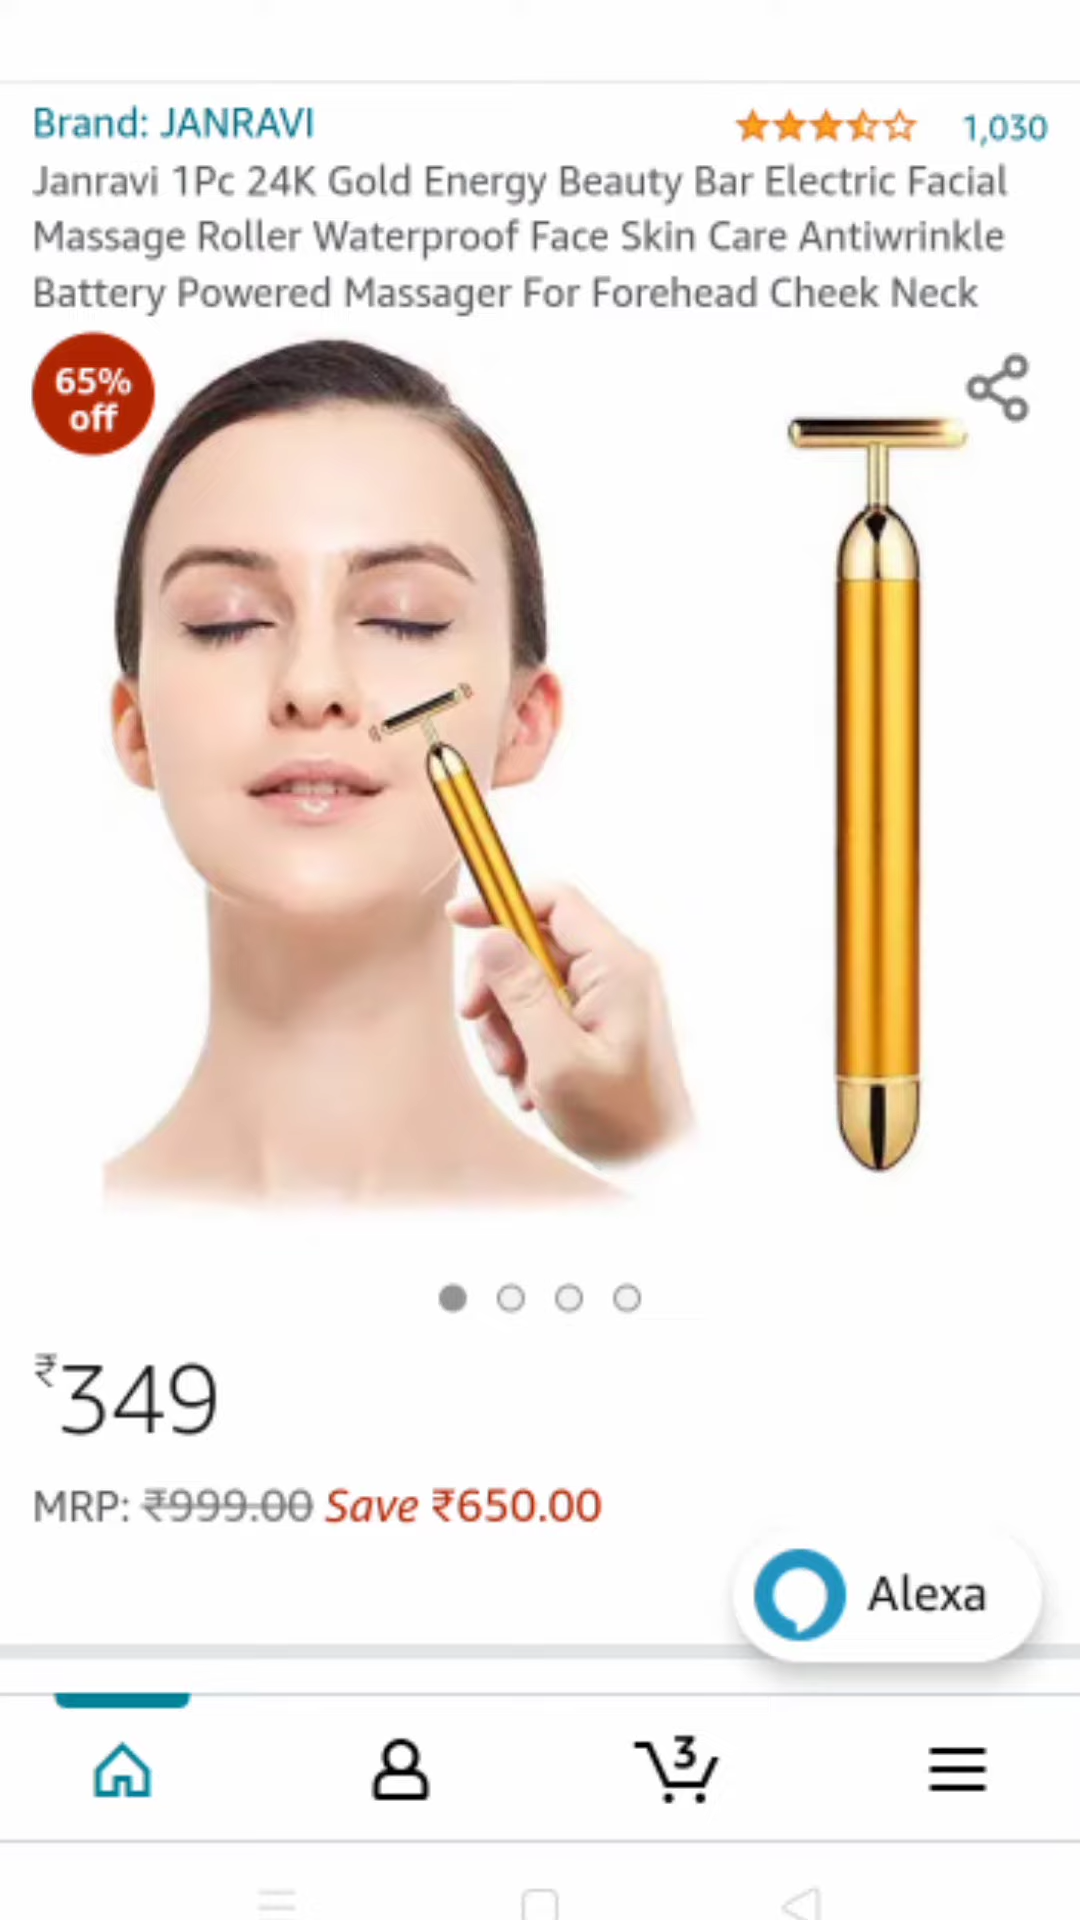 Brand: JANRAVI
1,030
Janravi 1Pc 24K Gold Energy Beauty Bar Electric Facial
Massage Roller Waterproof Face Skin Care Antiwrinkle
Battery Powered Massager For Forehead Cheek Neck
65%
off
₹349
MRP: ₹999.00 Save ₹650.00
Alexa
3